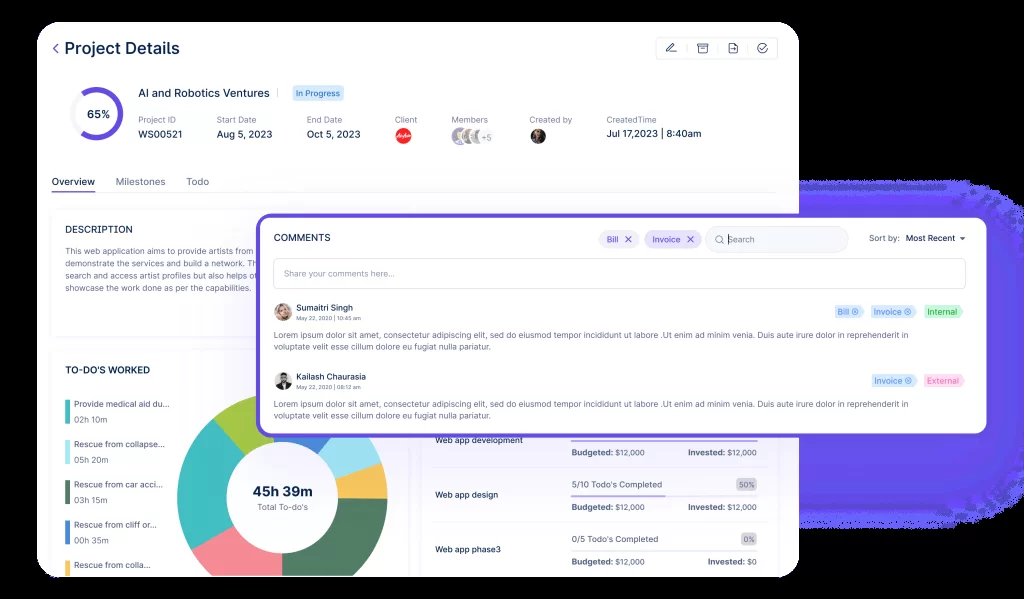 Project Details
65%
AI and Robotics Ventures
In Progress
Project ID
WS00521
Start Date
Aug 5, 2023
End Date
Oct 5, 2023
Client
Members
+5
Created by
CreatedTime
Jul 17,2023 | 8:40am
Overview
Milestones
Todo
DESCRIPTION
This web application aims to provide artists from
demonstrate the services and build a network. Th
search and access artist profiles but also helps ot
showcase the work done as per the capabilities.
COMMENTS
Bill
Invoice
Search
Sort by: Most Recent
Share your comments here...
Sumaitri Singh
May 22, 2020 | 10:45 am
Bill
Invoice
Internal
Lorem ipsum dolor sit amet, consectetur adipiscing elit, sed do eiusmod tempor incididunt ut labore .Ut enim ad minim venia. Duis aute irure dolor in reprehenderit in
voluptate velit esse cillum dolore eu fugiat nulla pariatur.
Kailash Chaurasia
May 22, 2020 | 08:12 am
Invoice
External
Lorem ipsum dolor sit amet, consectetur adipiscing elit, sed do eiusmod tempor incididunt ut labore .Ut enim ad minim venia. Duis aute irure dolor in reprehenderit in
voluptate velit esse cillum dolore eu fugiat nulla pariatur.
TO-DO'S WORKED
Provide medical aid du...
02h 10m
Rescue from collapse...
05h 20m
Rescue from car acci...
03h 15m
Rescue from cliff or...
00h 35m
Rescue from colla...
45h 39m
Total To-do's
Web app development
Budgeted: $12,000
Invested: $12,000
Web app design
5/10 Todo's Completed
50%
Budgeted: $12,000
Invested: $12,000
Web app phase3
0/5 Todo's Completed
0%
Budgeted: $12,000
Invested: $0